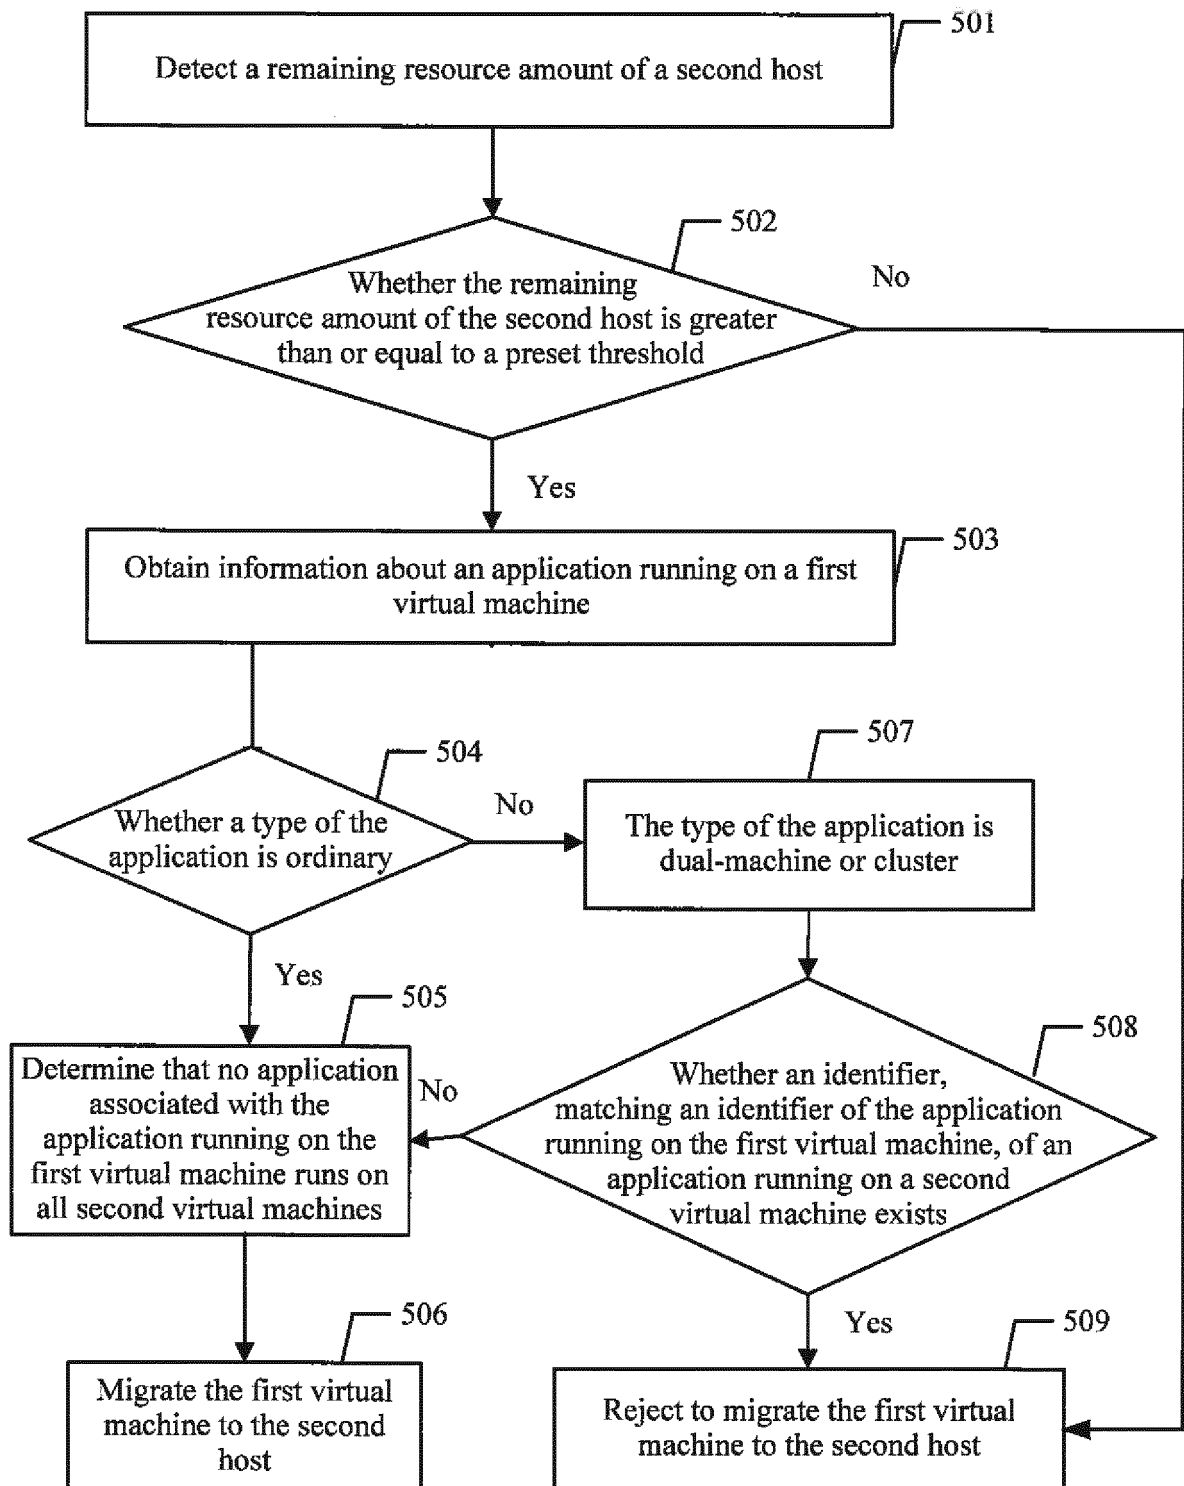 501
Detect a remaining resource amount of a second host
502
Whether the remaining
resource amount of the second host is greater
than or equal to a preset threshold
No
Yes
503
Obtain information about an application running on a first
virtual machine
504
Whether a type of the
application is ordinary
No
507
The type of the application is
dual-machine or cluster
Yes
505
Determine that no application
associated with the
application running on the
first virtual machine runs on
all second virtual machines
No
508
Whether an identifier,
matching an identifier of the application
running on the first virtual machine, of an
application running on a second
virtual machine exists
Yes
506
Migrate the first virtual
machine to the second
host
509
Reject to migrate the first virtual
machine to the second host